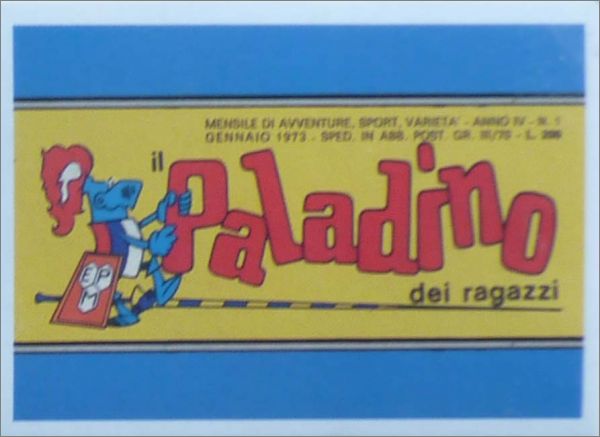 MENSILE DI AVVENTURE, SPORT, VARIETA' - ANNO IV - N. 1
GENNAIO 1973 - SPED. IN ABB. POST. GR. III/70 - L. 200
il
Paladino
dei ragazzi
E P
M